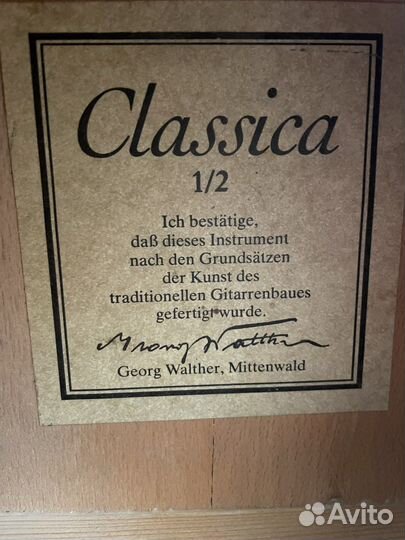 Classica
1/2
Ich bestätige,
daß dieses Instrument
nach den Grundsätzen
der Kunst des
traditionellen Gitarrenbaues
gefertigt wurde.
Georg Walther
Georg Walther, Mittenwald
Avito